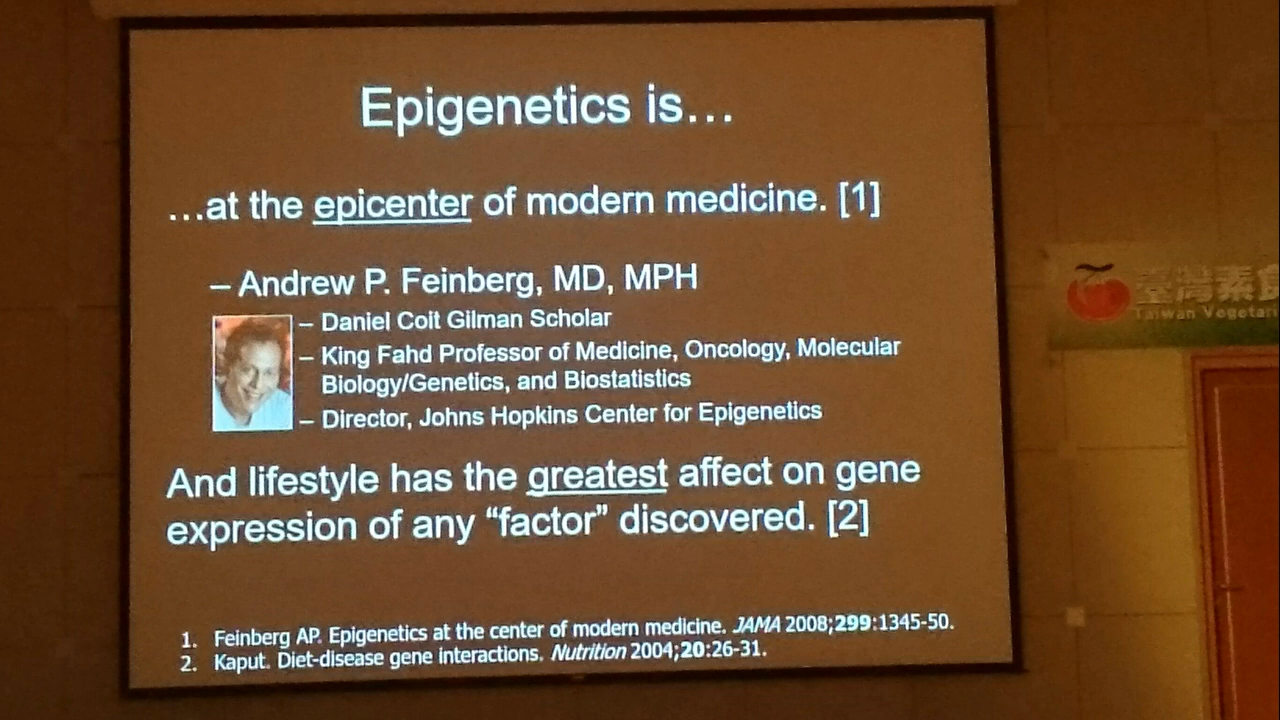 Epigenetics is…
…at the epicenter of modern medicine. [1]
– Andrew P. Feinberg, MD, MPH
– Daniel Coit Gilman Scholar
– King Fahd Professor of Medicine, Oncology, Molecular
Biology/Genetics, and Biostatistics
– Director, Johns Hopkins Center for Epigenetics
And lifestyle has the greatest affect on gene
expression of any “factor” discovered. [2]
1. Feinberg AP. Epigenetics at the center of modern medicine. JAMA 2008;299:1345-50.
2. Kaput. Diet-disease gene interactions. Nutrition 2004;20:26-31.
臺灣素
Taiwan